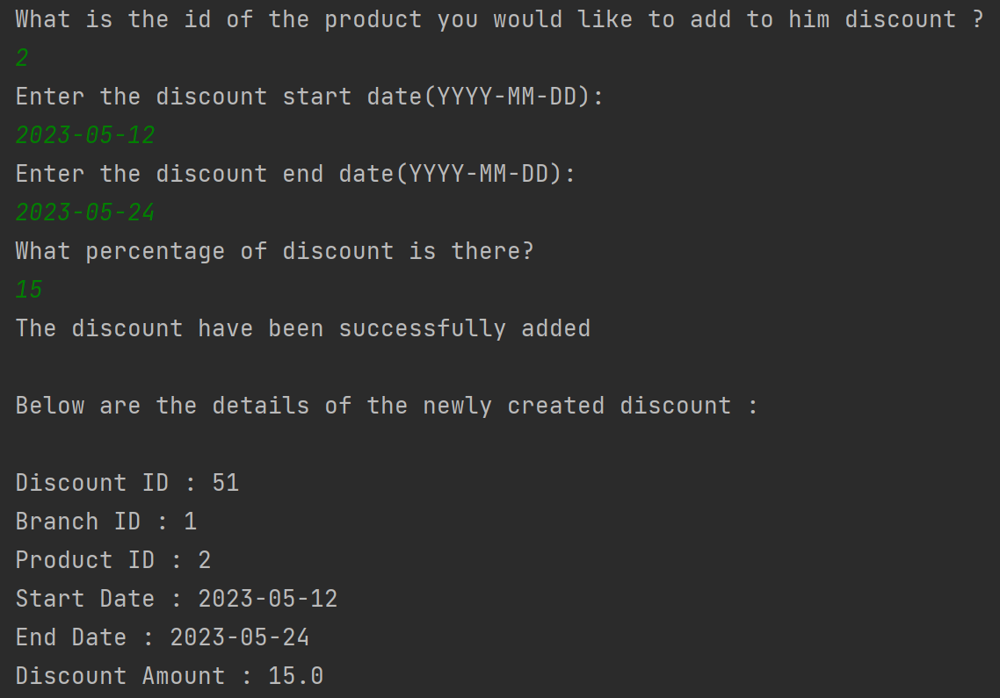 What is the id of the product you would like to add to him discount ?
2
Enter the discount start date(YYYY-MM-DD):
2023-05-12
Enter the discount end date(YYYY-MM-DD):
2023-05-24
What percentage of discount is there?
15
The discount have been successfully added
Below are the details of the newly created discount :
Discount ID : 51
Branch ID : 1
Product ID : 2
Start Date : 2023-05-12
End Date : 2023-05-24
Discount Amount : 15.0